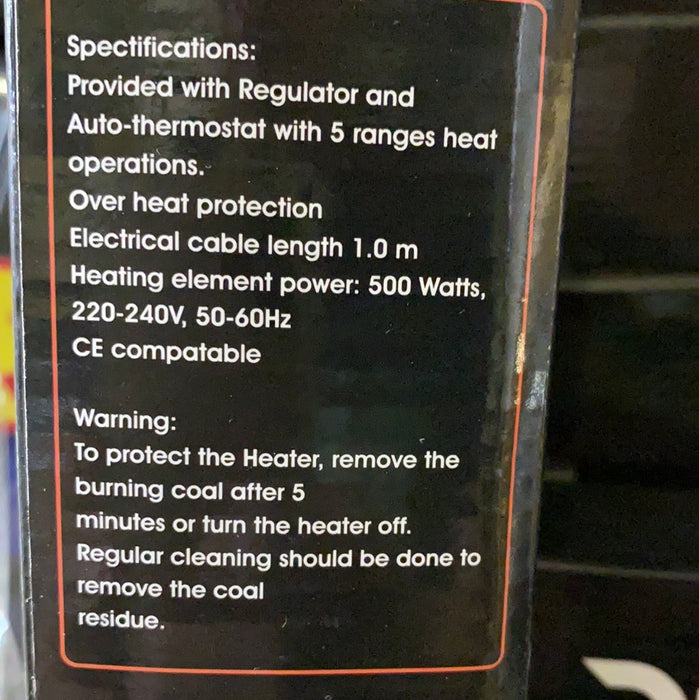 Spectifications:
Provided with Regulator and
Auto-thermostat with 5 ranges heat
operations.
Over heat protection
Electrical cable length 1.0 m
Heating element power: 500 Watts,
220-240V, 50-60Hz
CE compatable
Warning:
To protect the Heater, remove the
burning coal after 5
minutes or turn the heater off.
Regular cleaning should be done to
remove the coal
residue.